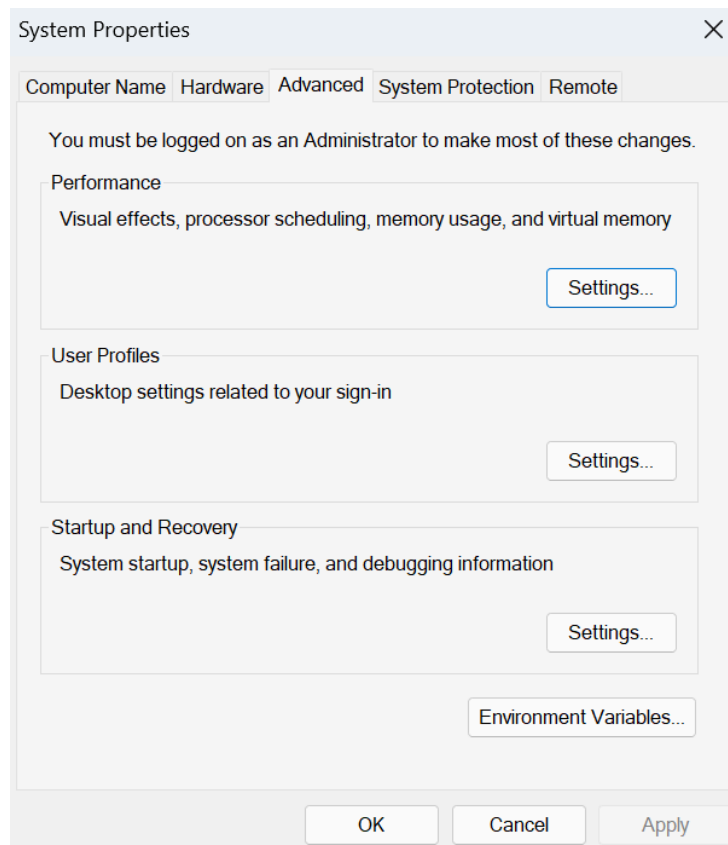 System Properties
Computer Name Hardware Advanced System Protection Remote
You must be logged on as an Administrator to make most of these changes.
Performance
Visual effects, processor scheduling, memory usage, and virtual memory
Settings...
User Profiles
Desktop settings related to your sign-in
Settings...
Startup and Recovery
System startup, system failure, and debugging information
Settings...
Environment Variables...
OK Cancel Apply